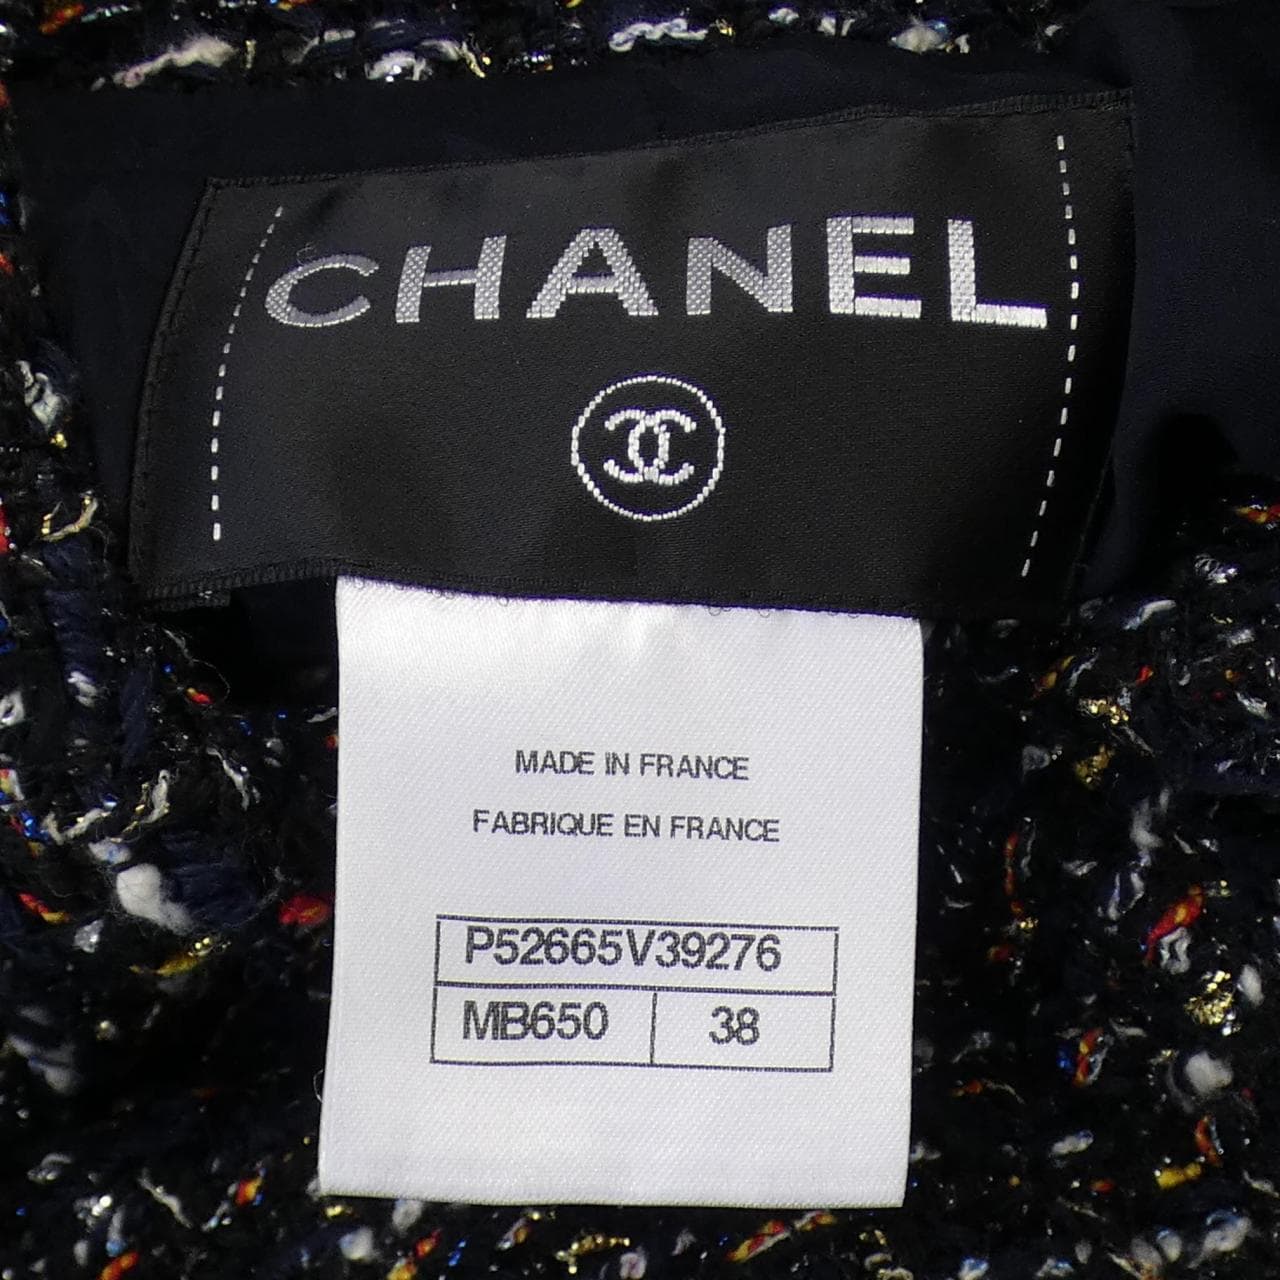 CHANEL
MADE IN FRANCE
FABRIQUE EN FRANCE
P52665V39276
MB650 38